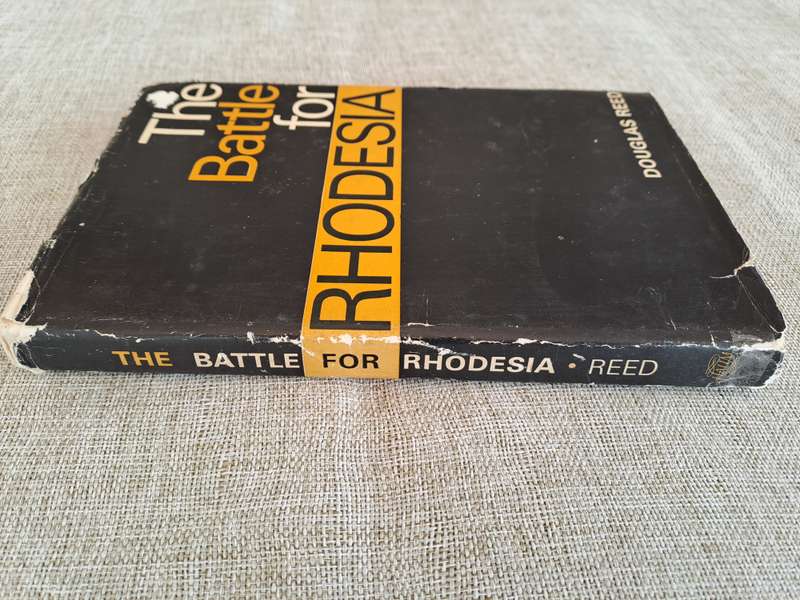 The
Battle
for
RHODESIA
DOUGLAS REED
THE BATTLE FOR RHODESIA · REED